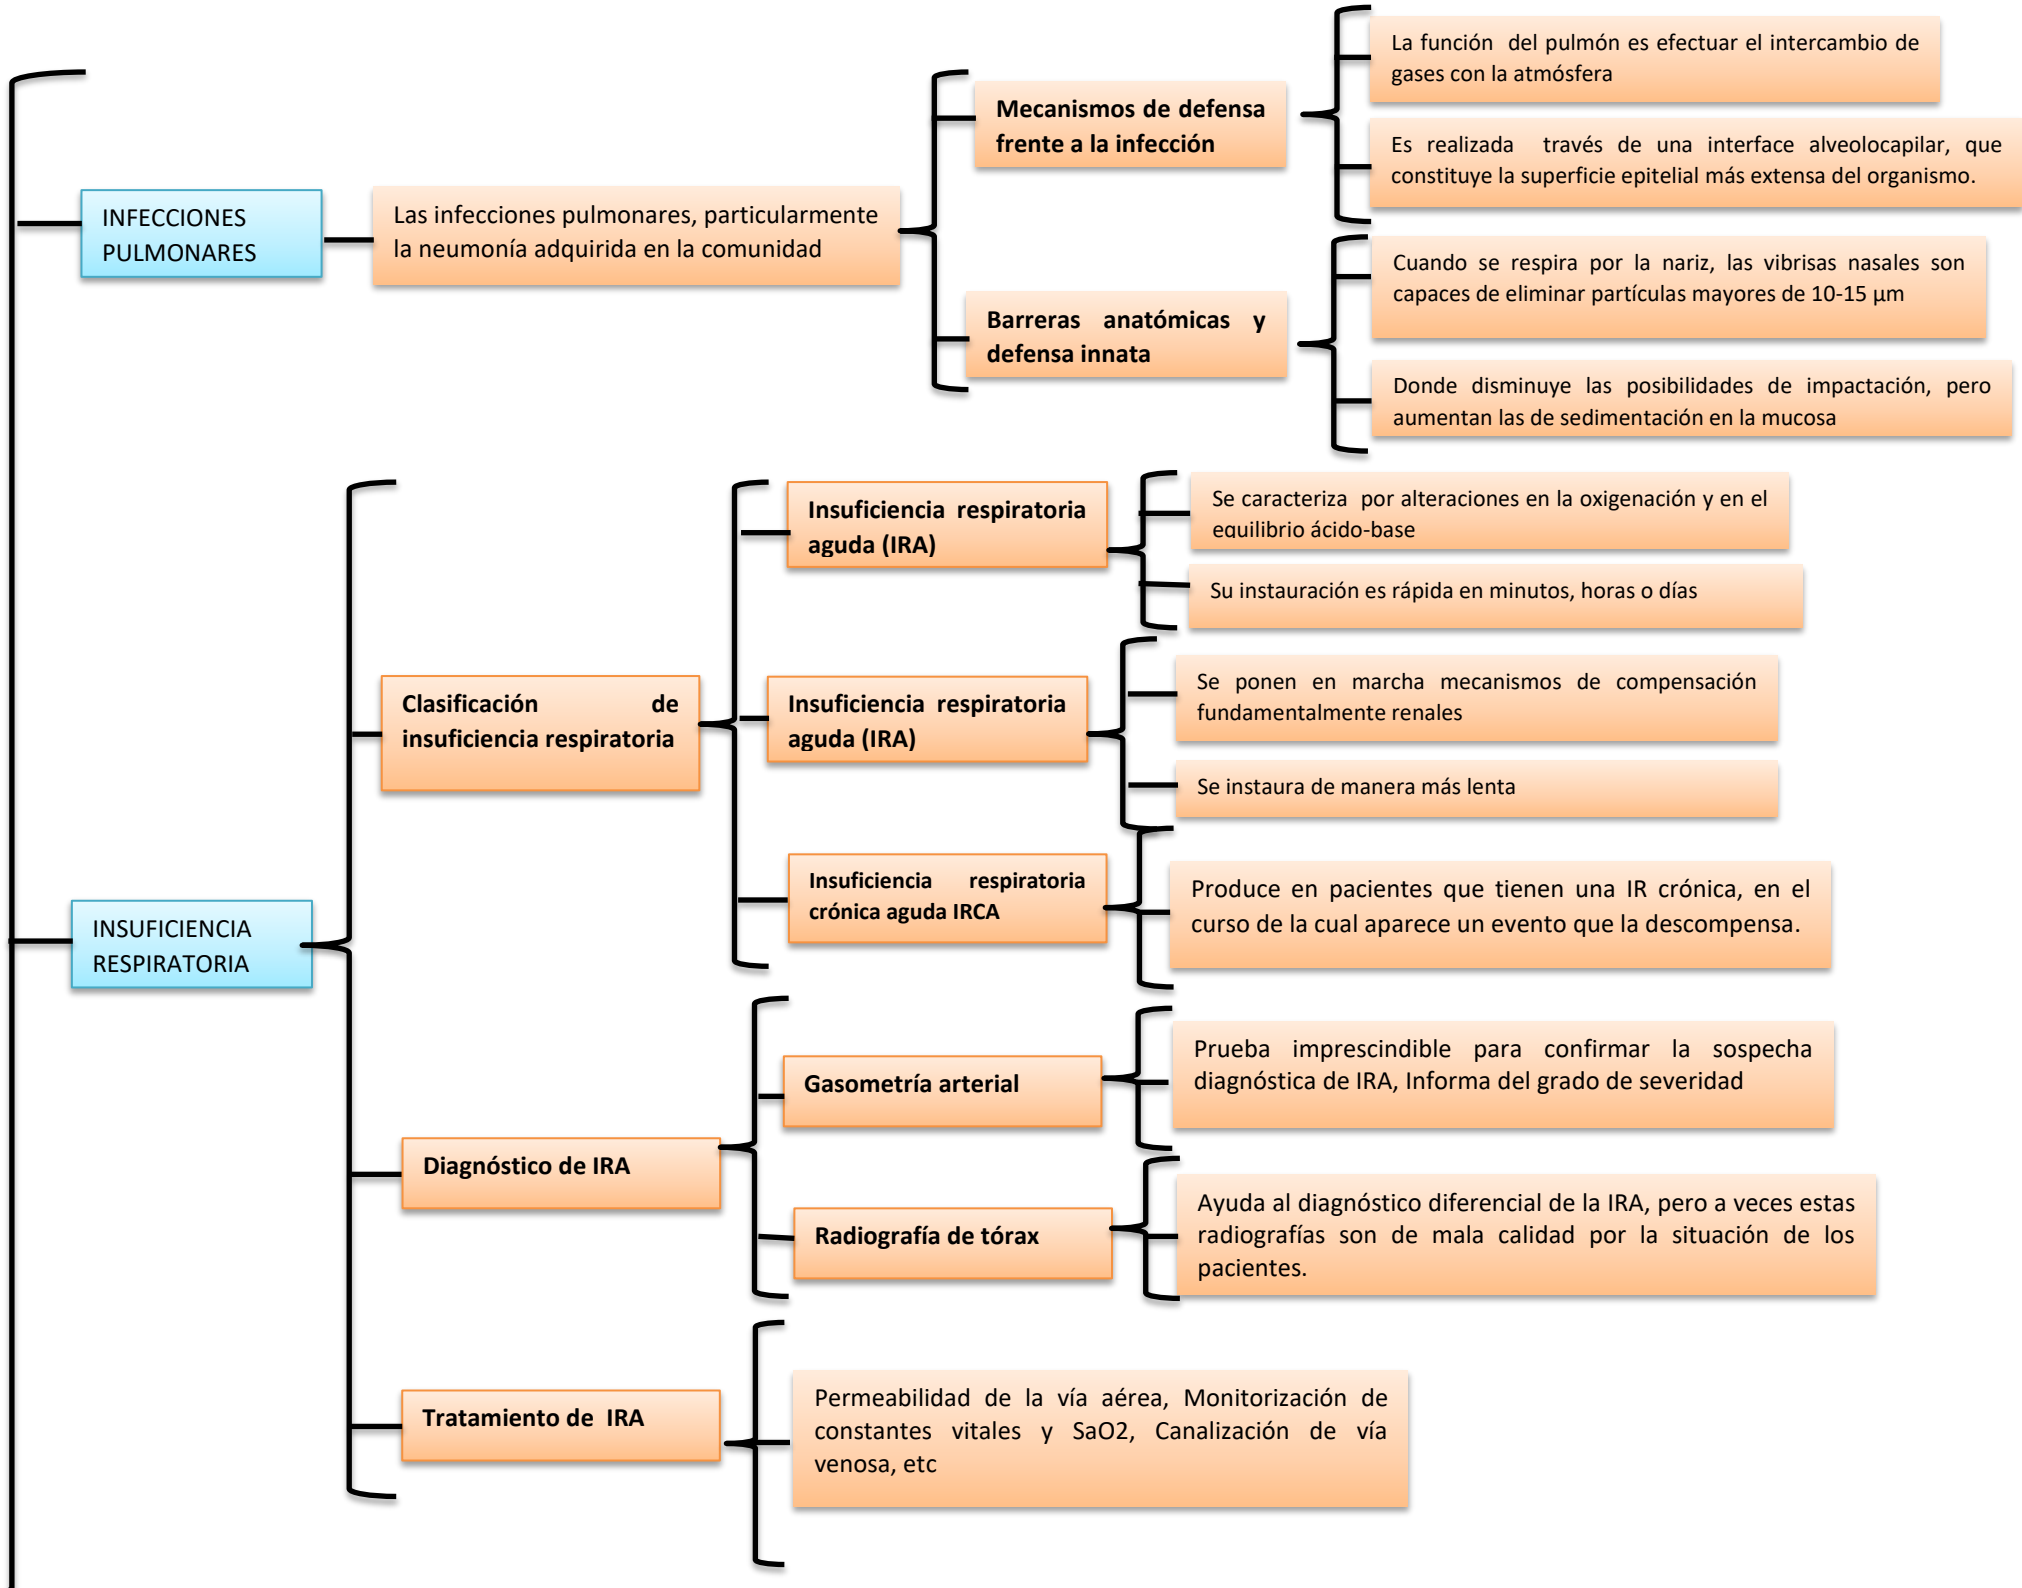 INFECCIONES
PULMONARES
Las infecciones pulmonares, particularmente
la neumonía adquirida en la comunidad
Mecanismos de defensa
frente a la infección
La función del pulmón es efectuar el intercambio de
gases con la atmósfera
Es realizada través de una interface alveolocapilar, que
constituye la superficie epitelial más extensa del organismo.
Barreras anatómicas y
defensa innata
Cuando se respira por la nariz, las vibrisas nasales son
capaces de eliminar partículas mayores de 10-15 µm
Donde disminuye las posibilidades de impactación, pero
aumentan las de sedimentación en la mucosa
INSUFICIENCIA
RESPIRATORIA
Clasificación de
insuficiencia respiratoria
Insuficiencia respiratoria
aguda (IRA)
Se caracteriza por alteraciones en la oxigenación y en el
equilibrio ácido-base
Su instauración es rápida en minutos, horas o días
Insuficiencia respiratoria
aguda (IRA)
Se ponen en marcha mecanismos de compensación
fundamentalmente renales
Se instaura de manera más lenta
Insuficiencia respiratoria
crónica aguda IRCA
Produce en pacientes que tienen una IR crónica, en el
curso de la cual aparece un evento que la descompensa.
Diagnóstico de IRA
Gasometría arterial
Prueba imprescindible para confirmar la sospecha
diagnóstica de IRA, Informa del grado de severidad
Radiografía de tórax
Ayuda al diagnóstico diferencial de la IRA, pero a veces estas
radiografías son de mala calidad por la situación de los
pacientes.
Tratamiento de IRA
Permeabilidad de la vía aérea, Monitorización de
constantes vitales y SaO2, Canalización de vía
venosa, etc